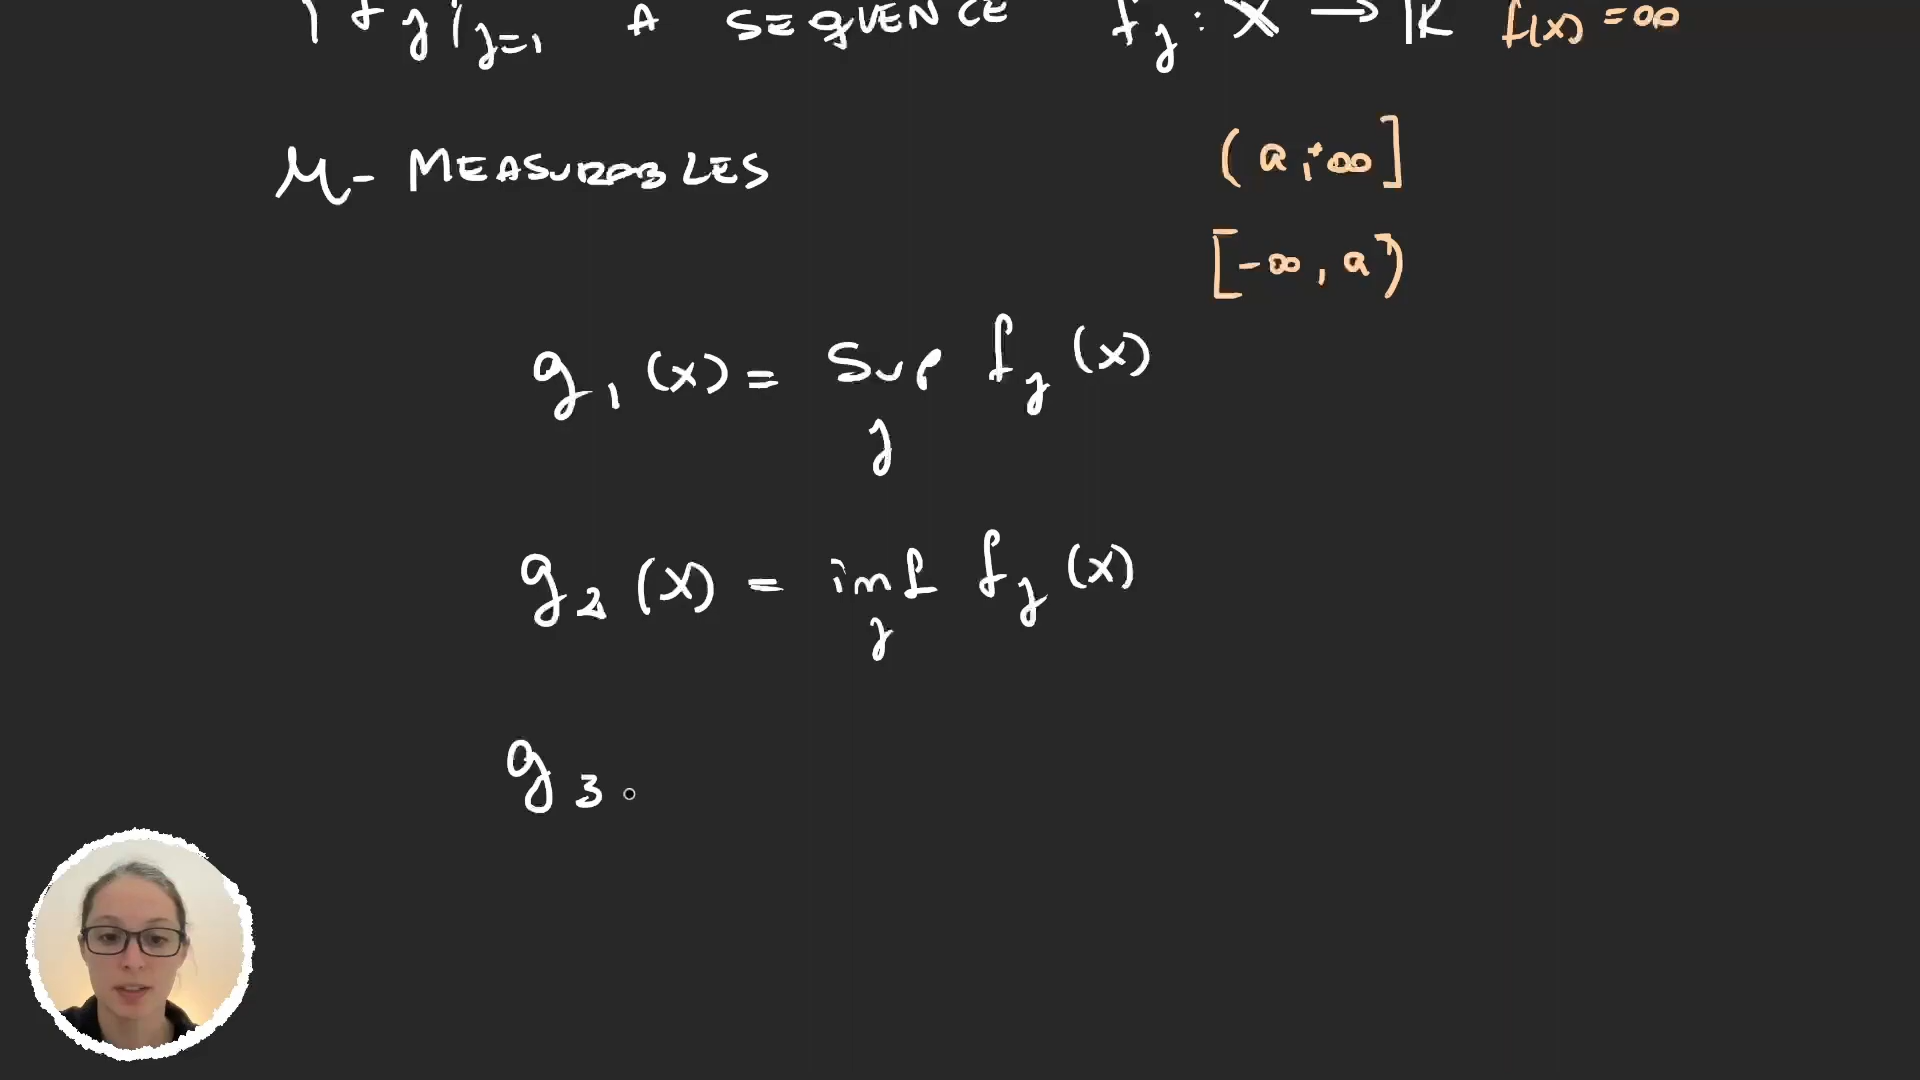 {f_j}_{j=1} A SEQUENCE f_j : X → ℝ f(x) = ∞
M - MEASURABLES
(a, +∞]
[-∞, a)
g_1 (x) = sup_j f_j (x)
g_2 (x) = inf_j f_j (x)
g_3